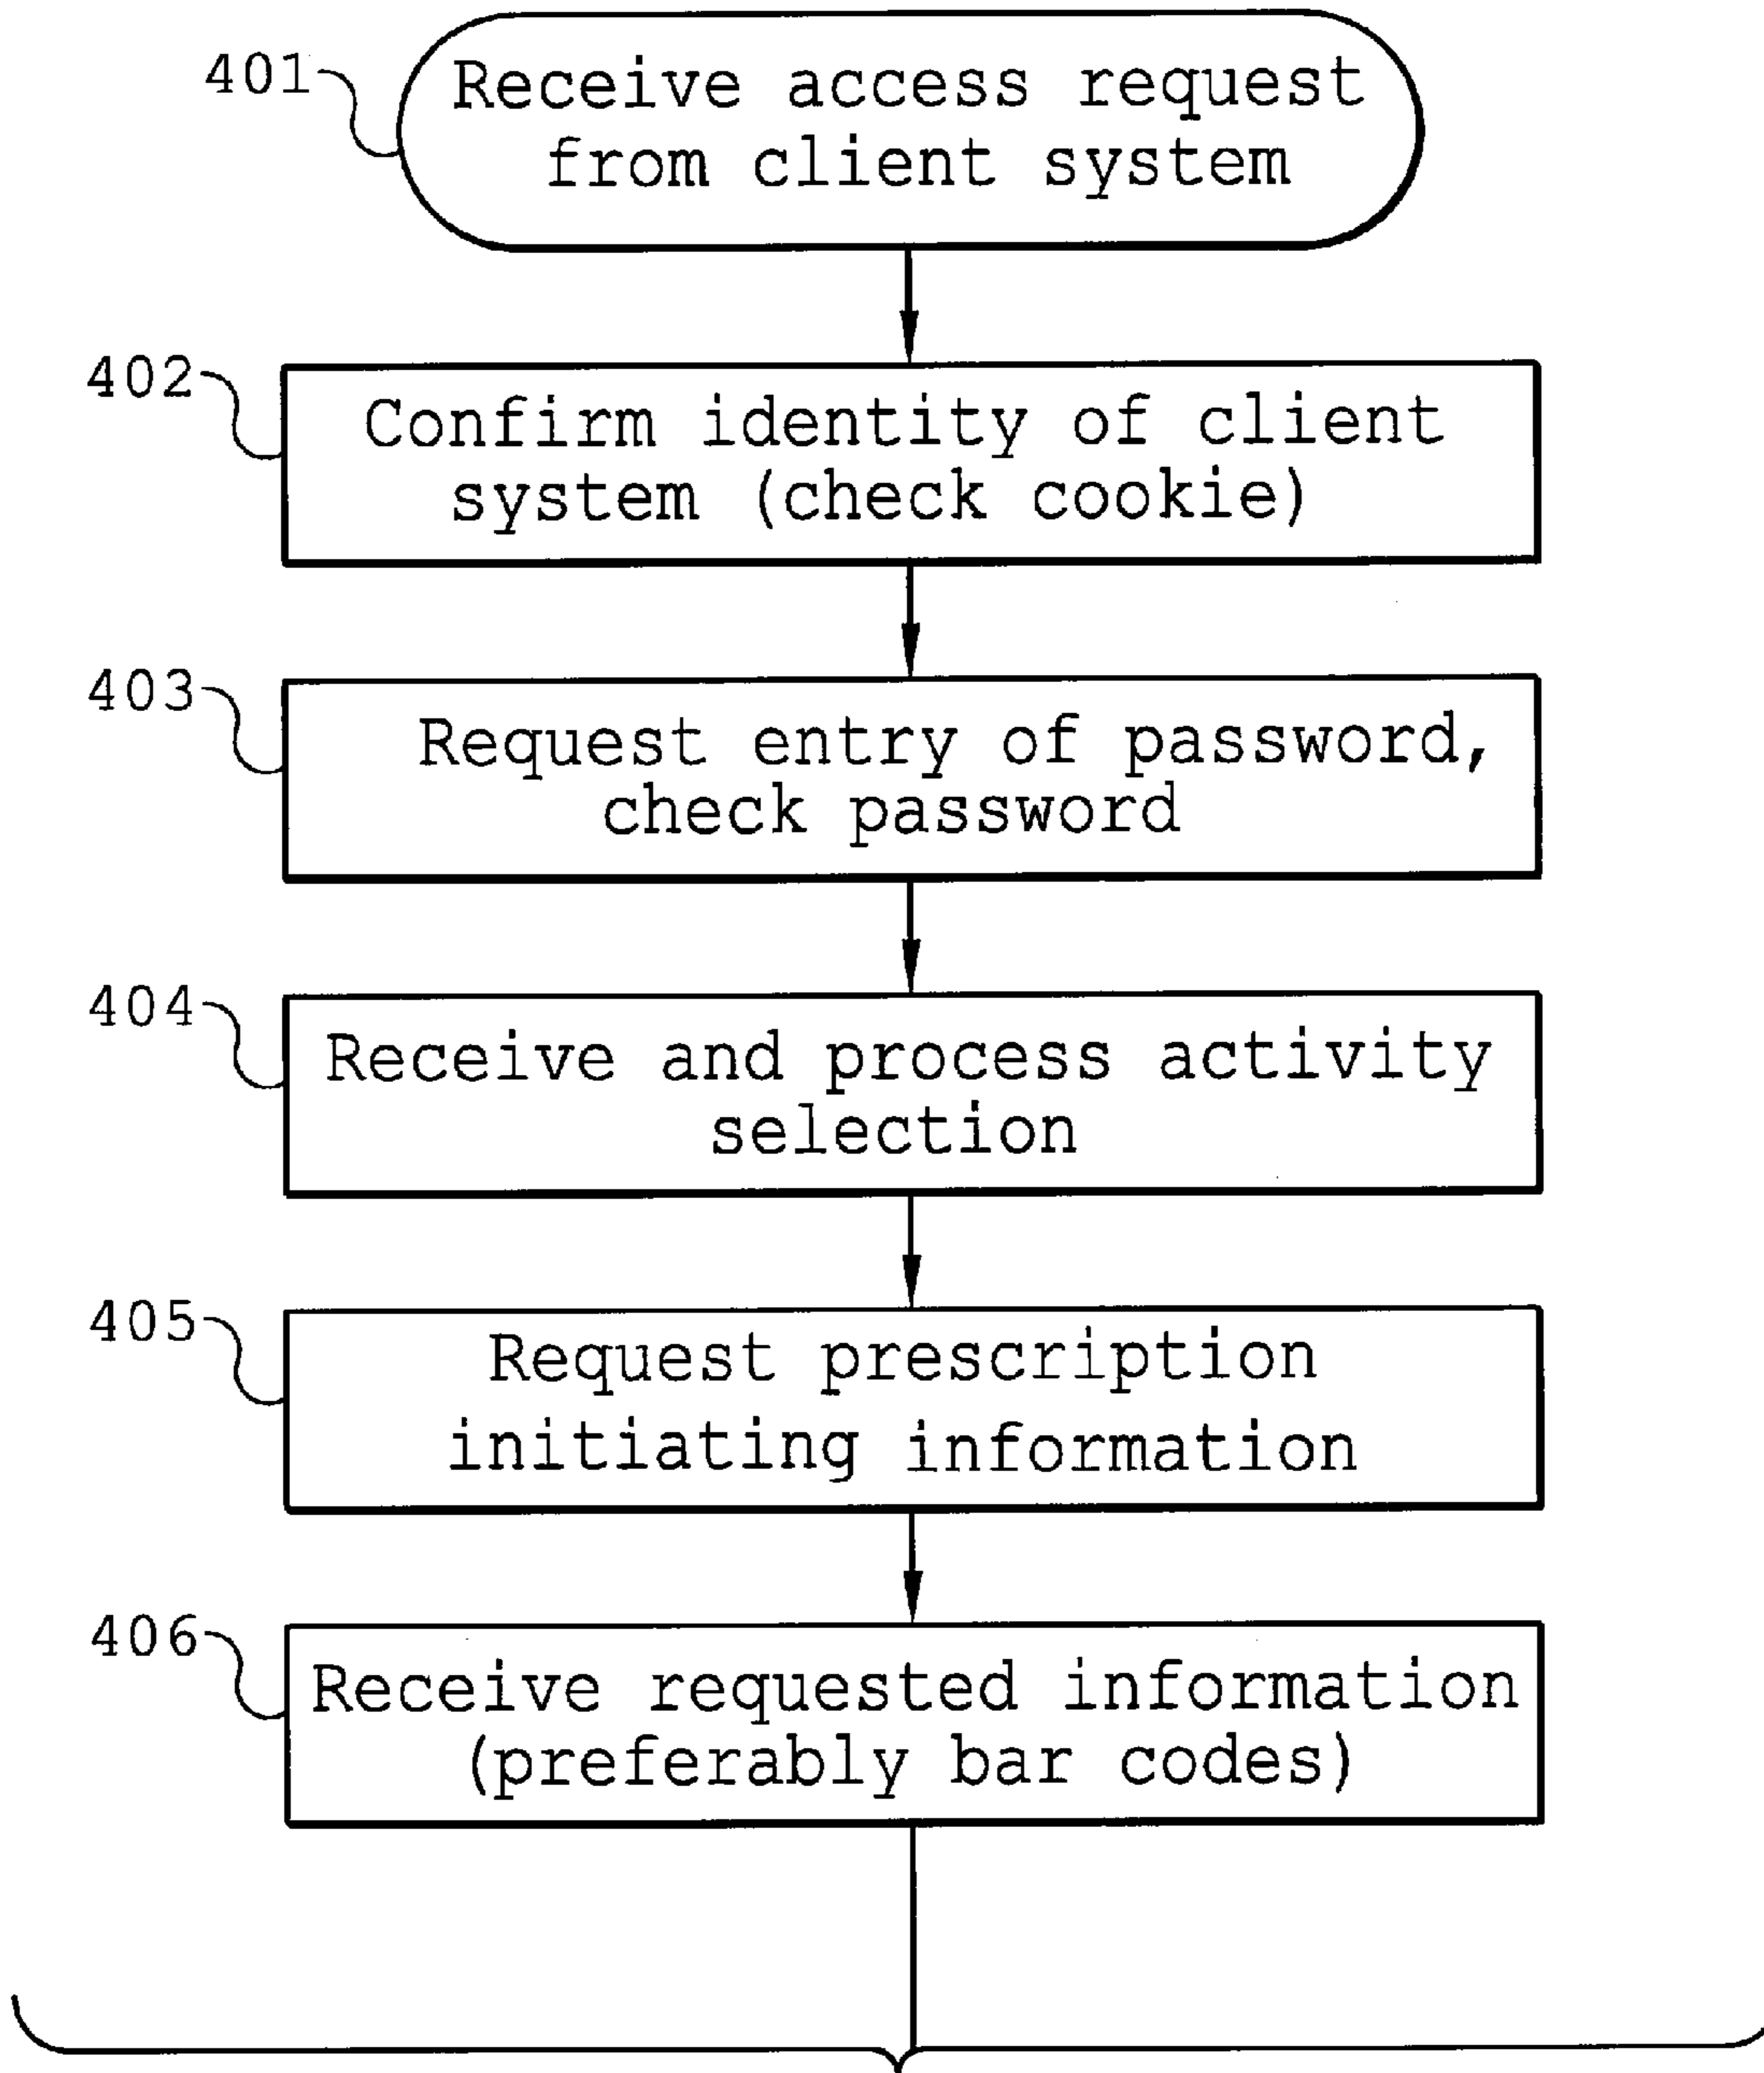 401
Receive access request
from client system
402
Confirm identity of client
system (check cookie)
403
Request entry of password,
check password
404
Receive and process activity
selection
405
Request prescription
initiating information
406
Receive requested information
(preferably bar codes)